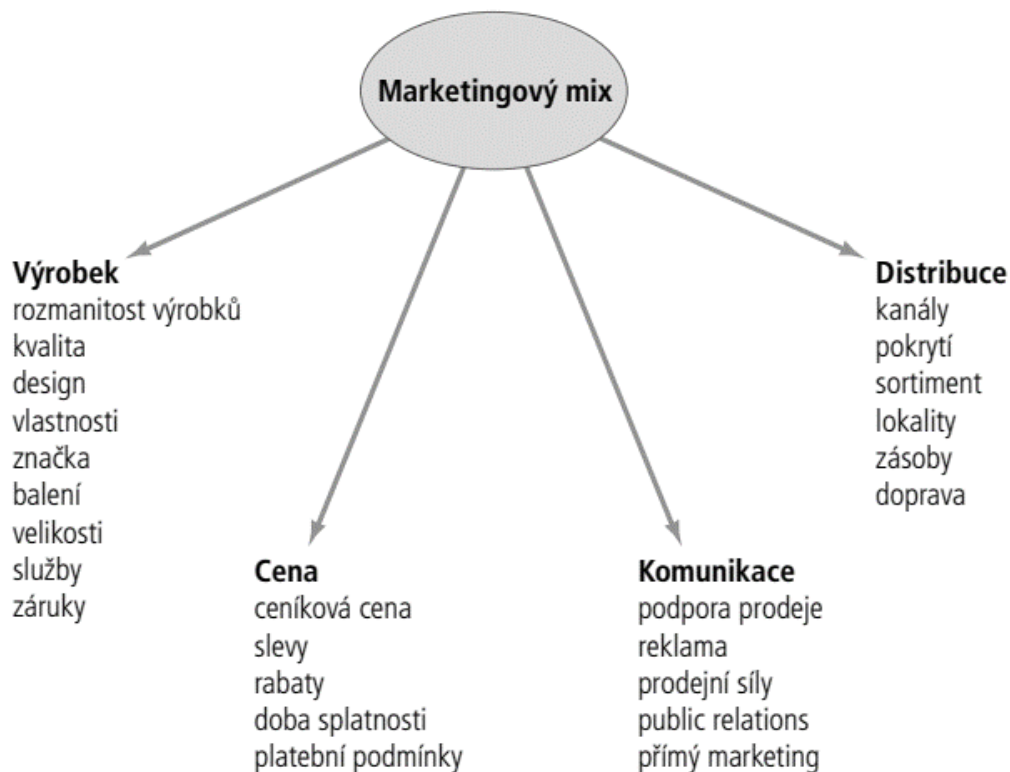 Marketingový mix
Výrobek
rozmanitost výrobků
kvalita
design
vlastnosti
značka
balení
velikosti
služby
záruky
Cena
ceníková cena
slevy
rabaty
doba splatnosti
platební podmínky
Komunikace
podpora prodeje
reklama
prodejní síly
public relations
přímý marketing
Distribuce
kanály
pokrytí
sortiment
lokality
zásoby
doprava